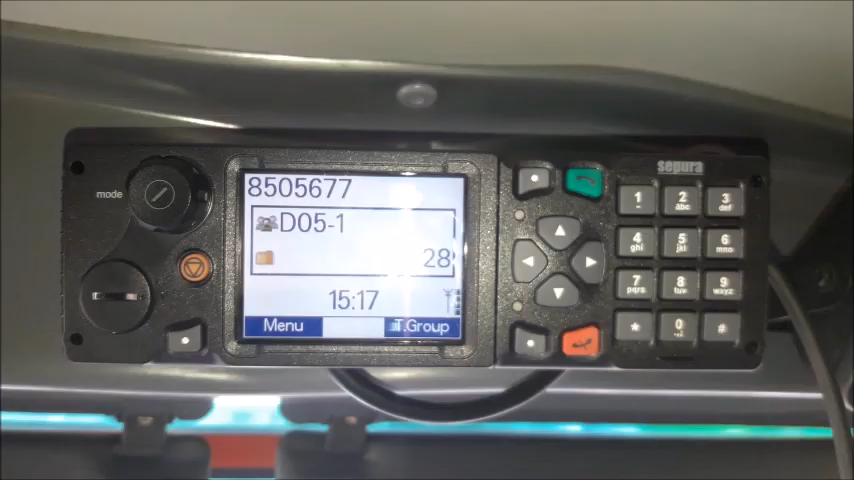 mode
8505677
D05-1
28
15:17
Menu
T.Group
sepura
1
2 abc
3 def
4 ghi
5 jkl
6 mno
7 pqrs
8 tuv
9 wxyz
*
0
#